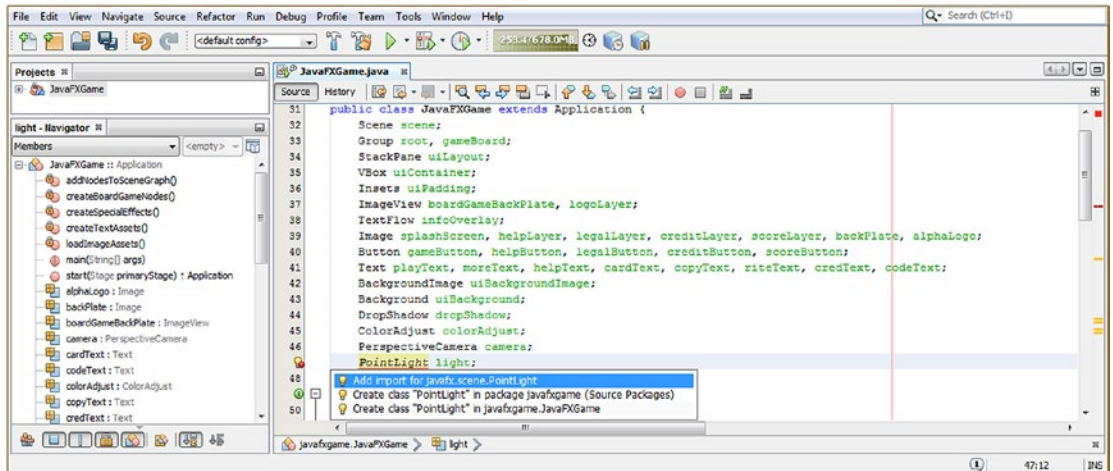 File Edit View Navigate Source Refactor Run Debug Profile Team Tools Window Help
Search (Ctrl+I)
<default config>
Projects
JavaFXGame
light - Navigator
Members
<empty>
JavaFXGame :: Application
addNodesToSceneGraph()
createBoardGameNodes()
createSpecialEffects()
createTextAssets()
loadImageAssets()
main(String[] args)
start(Stage primaryStage) ↑ Application
alphaLogo : Image
backPlate : Image
boardGameBackPlate : ImageView
camera : PerspectiveCamera
cardText : Text
codeText : Text
colorAdjust : ColorAdjust
copyText : Text
credText : Text
JavaFXGame.java
Source History
31 public class JavaFXGame extends Application {
32 Scene scene;
33 Group root, gameBoard;
34 StackPane uiLayout;
35 VBox uiContainer;
36 Insets uiPadding;
37 ImageView boardGameBackPlate, logoLayer;
38 TextFlow infoOverlay;
39 Image splashScreen, helpLayer, legalLayer, creditLayer, scoreLayer, backPlate, alphaLogo;
40 Button gameButton, helpButton, legalButton, creditButton, scoreButton;
41 Text playText, moreText, helpText, cardText, copyText, riteText, credText, codeText;
42 BackgroundImage uiBackgroundImage;
43 Background uiBackground;
44 DropShadow dropShadow;
45 ColorAdjust colorAdjust;
46 PerspectiveCamera camera;
PointLight light;
48
Add import for javafx.scene.PointLight
Create class "PointLight" in package javafxgame (Source Packages)
50
Create class "PointLight" in javafxgame.JavaFXGame
javafxgame.JavaFXGame
light
47:12
INS